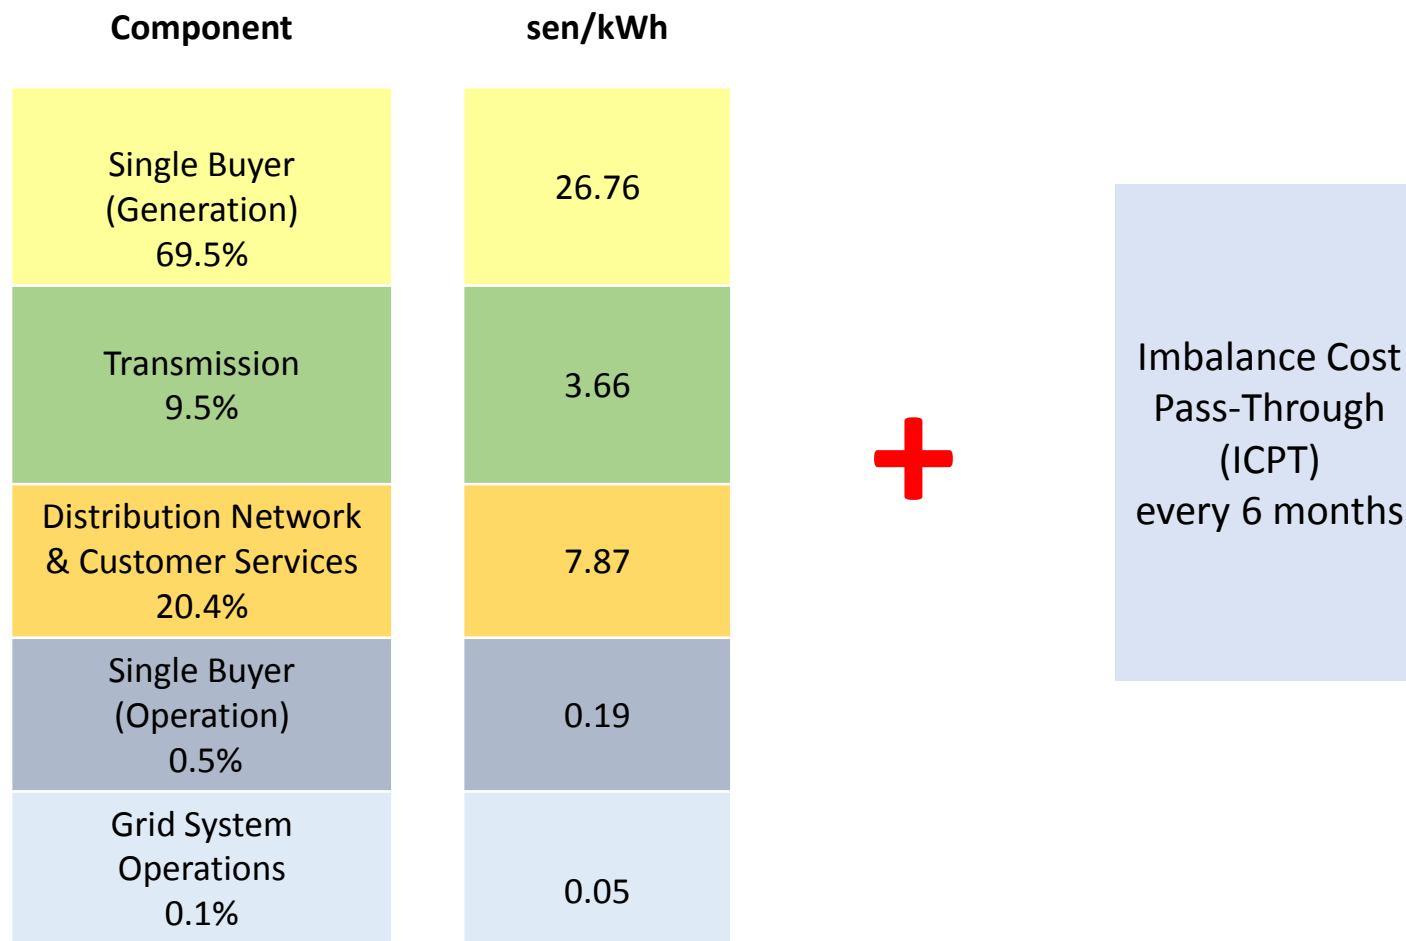 Component
sen/kWh
Single Buyer
(Generation)
69.5%
26.76
Transmission
9.5%
3.66
Distribution Network
& Customer Services
20.4%
7.87
Single Buyer
(Operation)
0.5%
0.19
Grid System
Operations
0.1%
0.05
+
Imbalance Cost
Pass-Through
(ICPT)
every 6 months